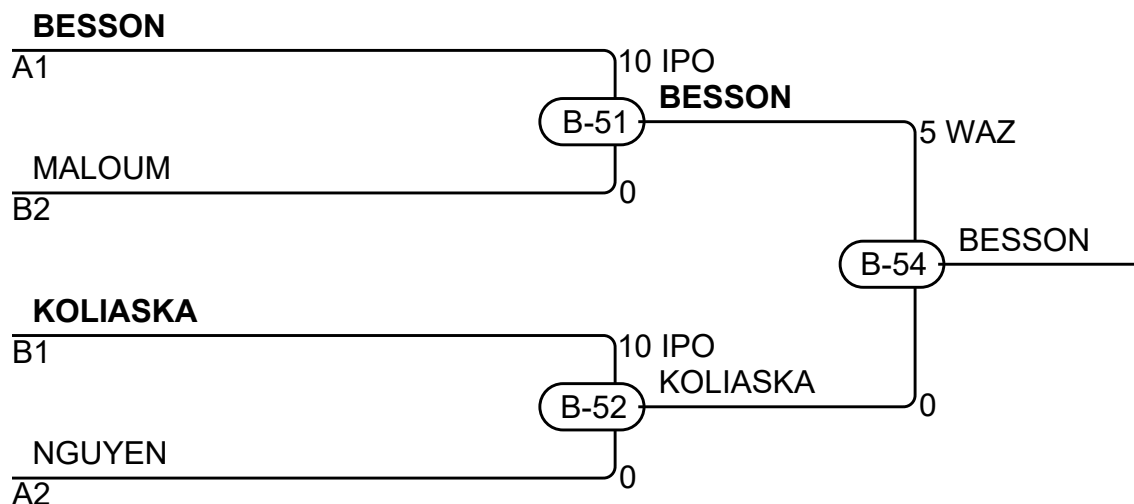 BESSON
A1
10 IPO
BESSON
B-51
5 WAZ
MALOUM
B2
0
BESSON
B-54
KOLIASKA
B1
10 IPO
KOLIASKA
B-52
0
NGUYEN
A2
0